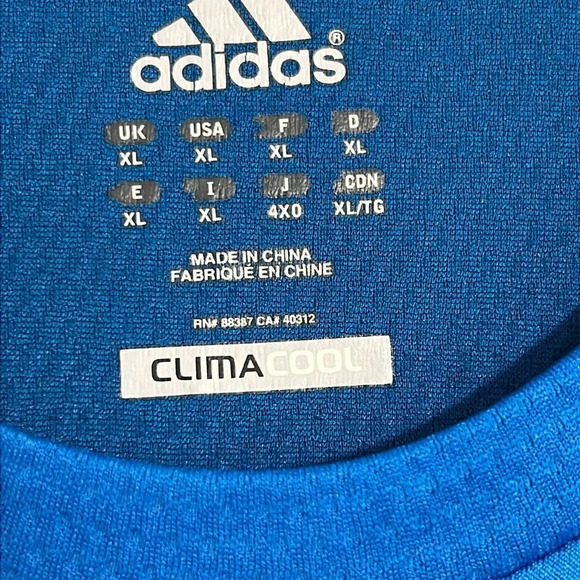 adidas®
UK USA F D
XL XL XL XL
E I J CDN
XL XL 4XO XL/TG
MADE IN CHINA
FABRIQUÉ EN CHINE
RN# 88387 CA# 40312
CLIMACOOL